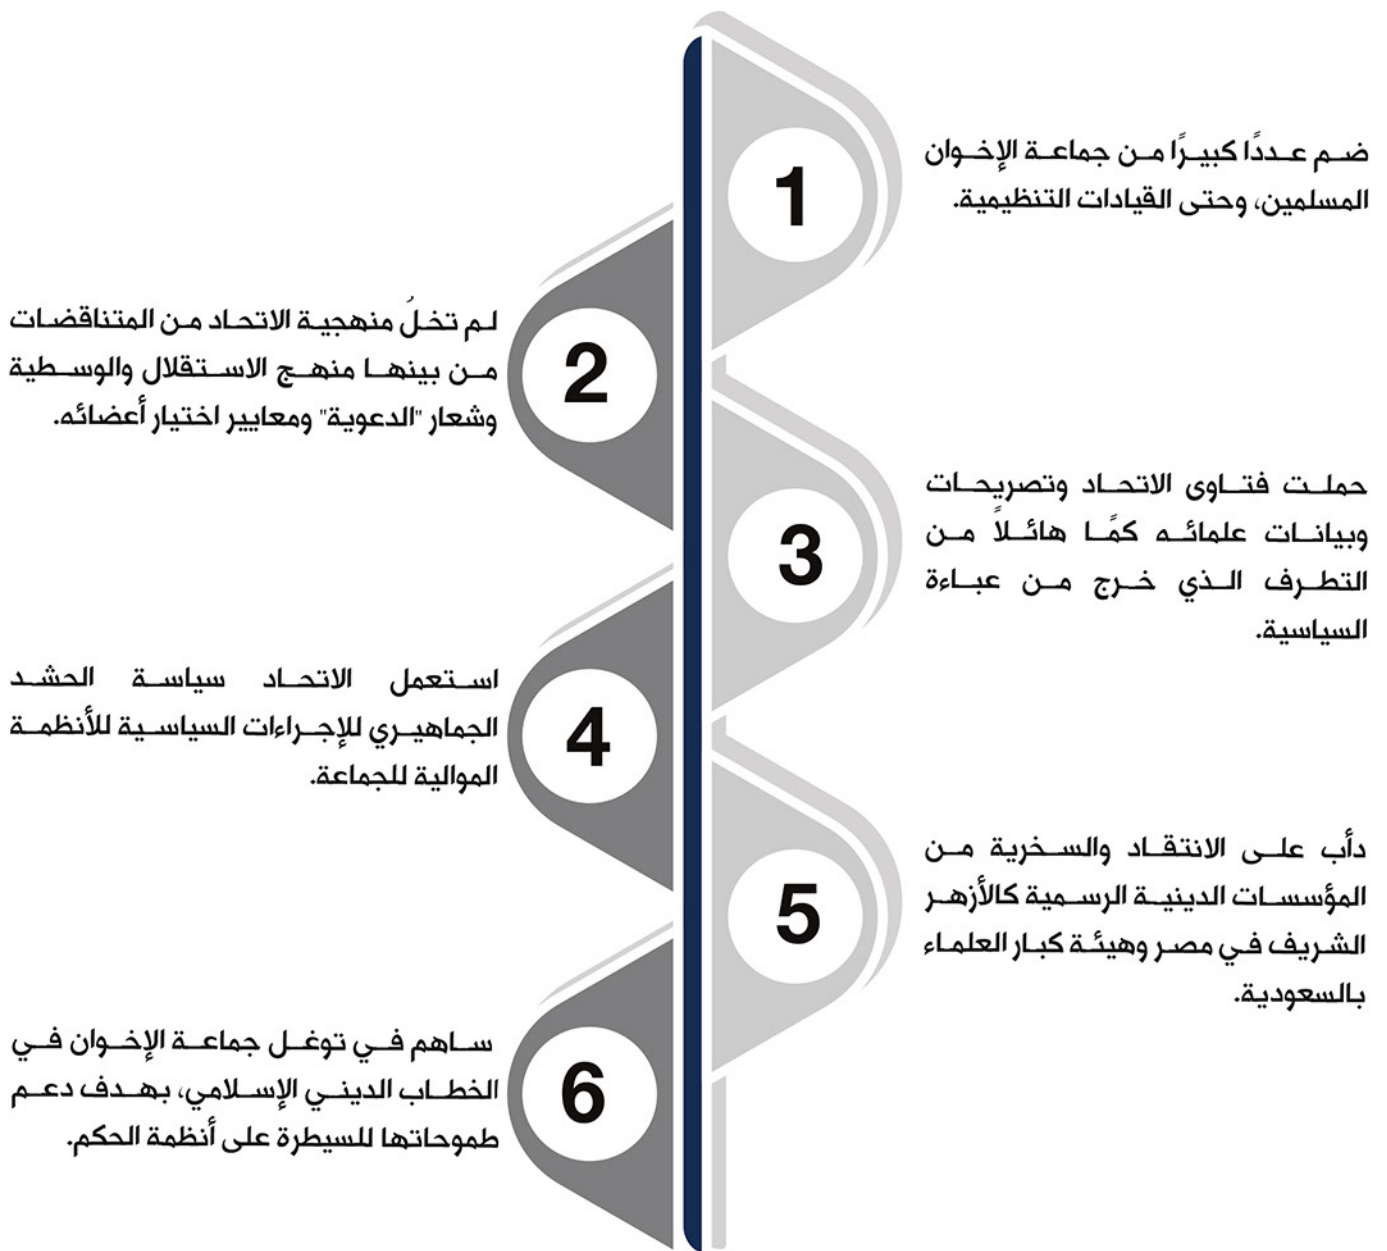 1
ضم عددًا كبيرًا من جماعة الإخوان
المسلمين، وحتى القيادات التنظيمية.
2
لم تخلُ منهجية الاتحاد من المتناقضات
من بينها منهج الاستقلال والوسطية
وشعار "الدعوية" ومعايير اختيار أعضائه.
3
حملت فتاوى الاتحاد وتصريحات
وبيانات علمائه كمًا هائلاً من
التطرف الذي خرج من عباءة
السياسية.
4
استعمل الاتحاد سياسة الحشد
الجماهيري للإجراءات السياسية للأنظمة
الموالية للجماعة.
5
دأب على الانتقاد والسخرية من
المؤسسات الدينية الرسمية كالأزهر
الشريف في مصر وهيئة كبار العلماء
بالسعودية.
6
ساهم في توغل جماعة الإخوان في
الخطاب الديني الإسلامي، بهدف دعم
طموحاتها للسيطرة على أنظمة الحكم.